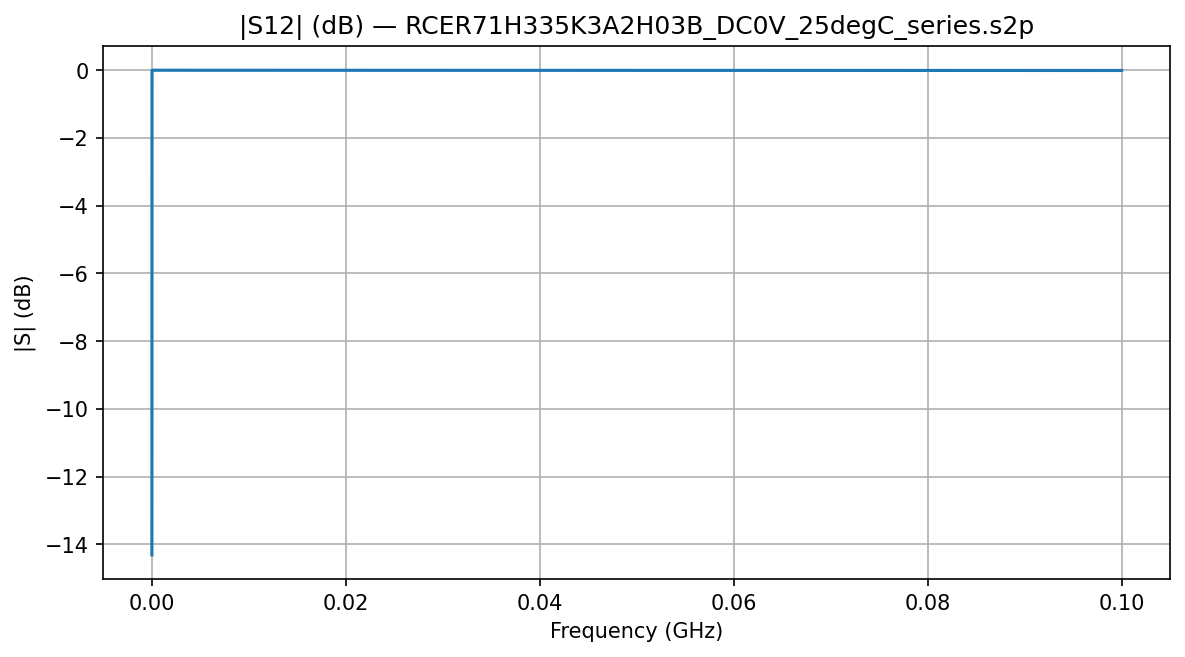 |S12| (dB) — RCER71H335K3A2H03B_DC0V_25degC_series.s2p
0
−2
−4
−6
−8
−10
−12
−14
|S| (dB)
0.00 0.02 0.04 0.06 0.08 0.10
Frequency (GHz)